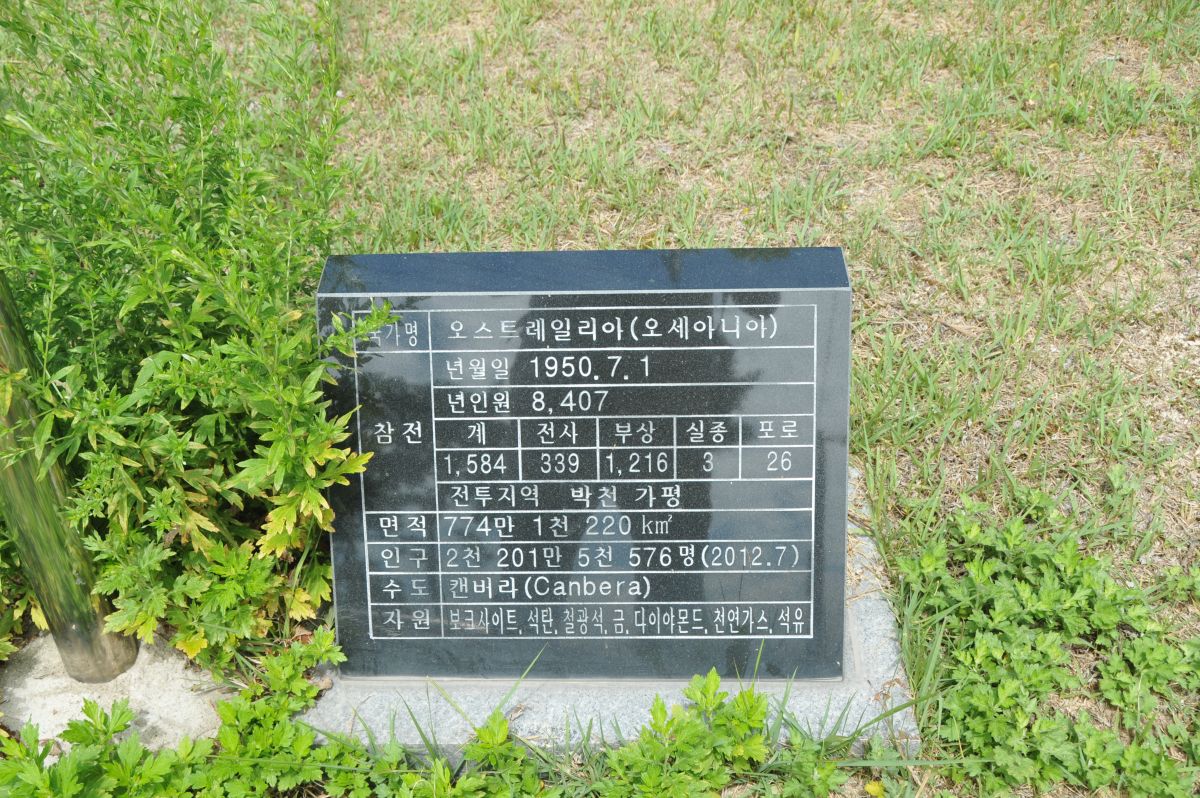 국가명 오스트레일리아(오세아니아)
년월일 1950.7.1
년인원 8,407
참전 계 전사 부상 실종 포로
1,584 339 1,216 3 26
전투지역 박천 가평
면적 774만 1천 220㎢
인구 2천 201만 5천 576명(2012.7)
수도 캔버라(Canbera)
자원 보크사이트, 석탄, 철광석, 금, 다이아몬드, 천연가스, 석유